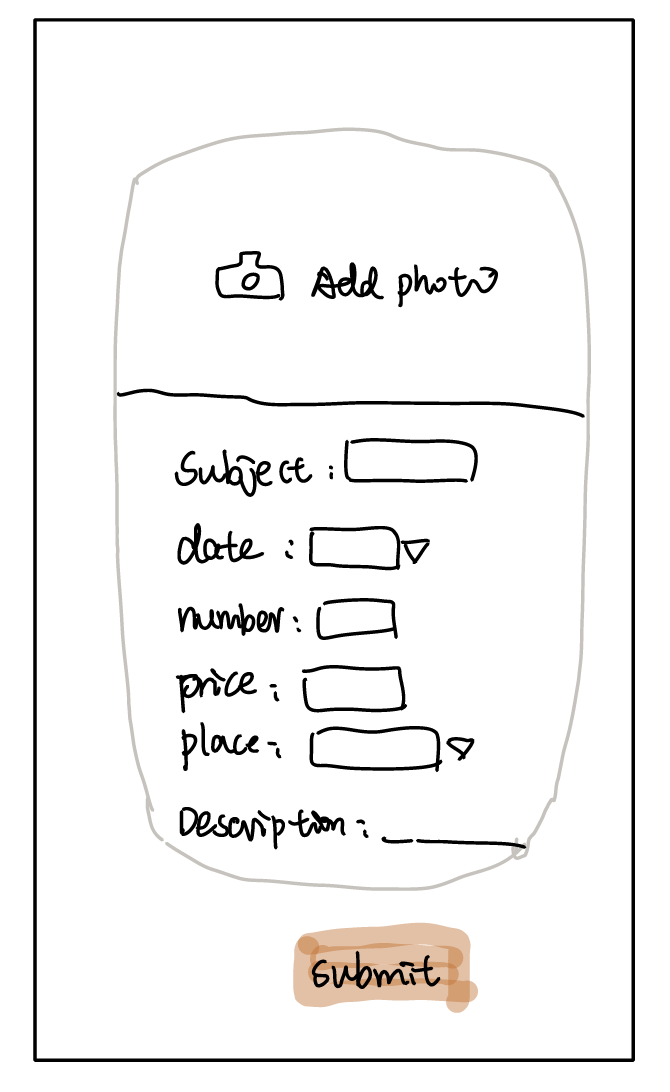 Add photo
Subject :
date :
number :
price :
place :
Description :
submit